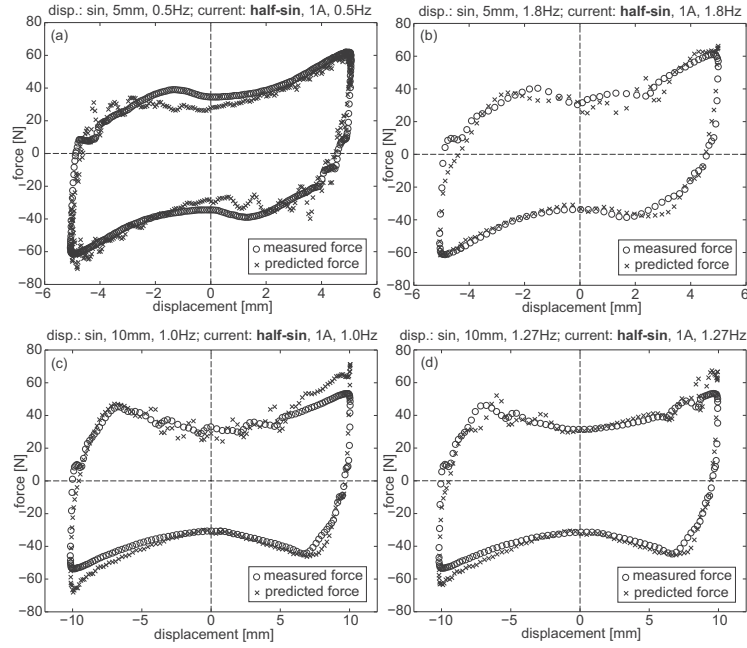 disp.: sin, 5mm, 0.5Hz; current: half-sin, 1A, 0.5Hz
(a)
force [N]
80
60
40
20
0
−20
−40
−60
−80
measured force
predicted force
−6 −4 −2 0 2 4 6
displacement [mm]
disp.: sin, 5mm, 1.8Hz; current: half-sin, 1A, 1.8Hz
(b)
force [N]
80
60
40
20
0
−20
−40
−60
−80
measured force
predicted force
−6 −4 −2 0 2 4 6
displacement [mm]
disp.: sin, 10mm, 1.0Hz; current: half-sin, 1A, 1.0Hz
(c)
force [N]
80
60
40
20
0
−20
−40
−60
−80
measured force
predicted force
−10 −5 0 5 10
displacement [mm]
disp.: sin, 10mm, 1.27Hz; current: half-sin, 1A, 1.27Hz
(d)
force [N]
80
60
40
20
0
−20
−40
−60
−80
measured force
predicted force
−10 −5 0 5 10
displacement [mm]